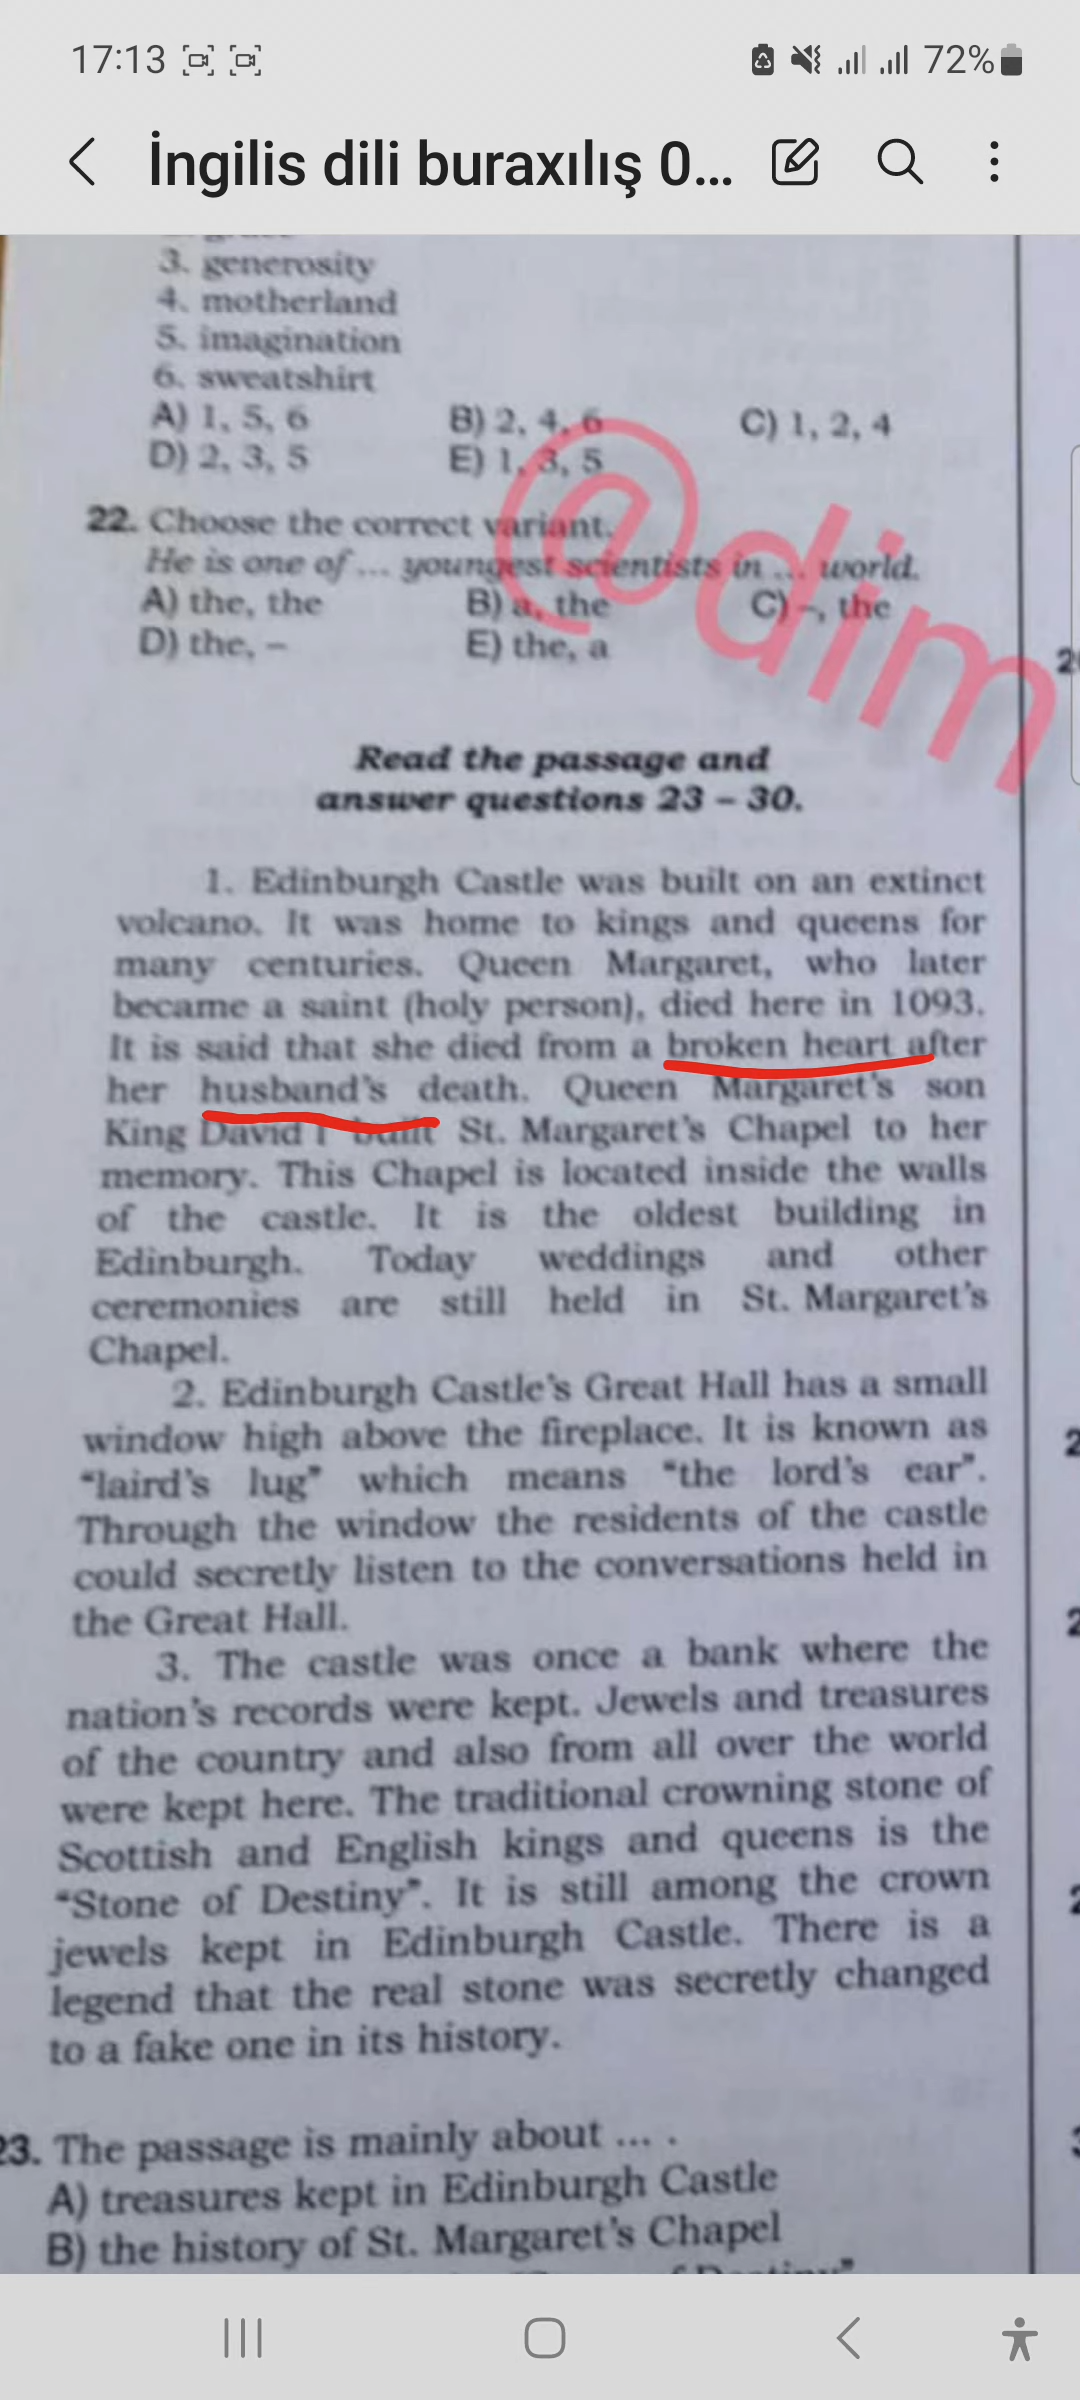 17:13
72%
İngilis dili buraxılış 0...
3. generosity
4. motherland
5. imagination
6. sweatshirt
A) 1, 5, 6 B) 2, 4, 6 C) 1, 2, 4
D) 2, 3, 5 E) 1, 3, 5
22. Choose the correct variant.
He is one of ... youngest scientists in ... world.
A) the, the B) a, the C) –, the
D) the, – E) the, a
@dim
Read the passage and
answer questions 23 – 30.
1. Edinburgh Castle was built on an extinct
volcano. It was home to kings and queens for
many centuries. Queen Margaret, who later
became a saint (holy person), died here in 1093.
It is said that she died from a broken heart after
her husband's death. Queen Margaret's son
King David I built St. Margaret's Chapel to her
memory. This Chapel is located inside the walls
of the castle. It is the oldest building in
Edinburgh. Today weddings and other
ceremonies are still held in St. Margaret's
Chapel.
2. Edinburgh Castle's Great Hall has a small
window high above the fireplace. It is known as
"laird's lug" which means "the lord's ear".
Through the window the residents of the castle
could secretly listen to the conversations held in
the Great Hall.
3. The castle was once a bank where the
nation's records were kept. Jewels and treasures
of the country and also from all over the world
were kept here. The traditional crowning stone of
Scottish and English kings and queens is the
"Stone of Destiny". It is still among the crown
jewels kept in Edinburgh Castle. There is a
legend that the real stone was secretly changed
to a fake one in its history.
23. The passage is mainly about ... .
A) treasures kept in Edinburgh Castle
B) the history of St. Margaret's Chapel